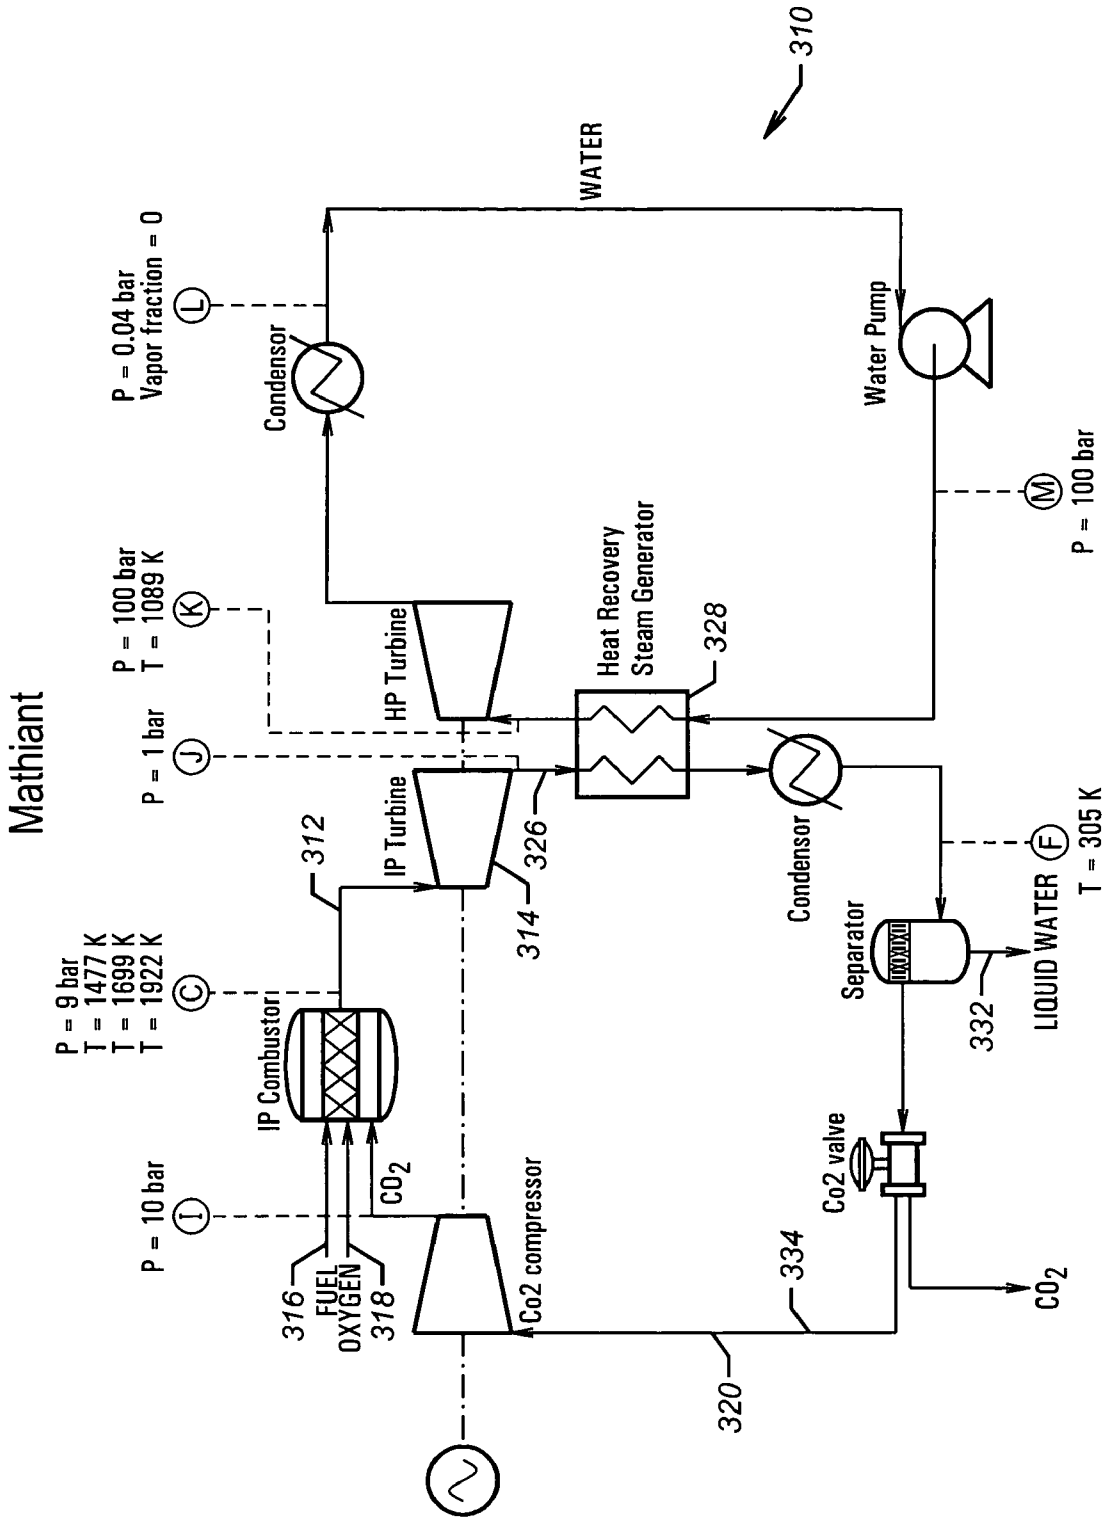 Mathiant
P = 9 bar
T = 1477 K
T = 1699 K
T = 1922 K
C
P = 10 bar
I
P = 1 bar
J
P = 100 bar
T = 1089 K
K
P = 0.04 bar
Vapor fraction = 0
L
310
316
FUEL
OXYGEN
318
CO2
IP Combustor
312
IP Turbine
314
326
HP Turbine
Condensor
WATER
Co2 compressor
Heat Recovery
Steam Generator
328
Water Pump
M
P = 100 bar
Condensor
F
T = 305 K
Separator
332
LIQUID WATER
Co2 valve
CO2
334
320